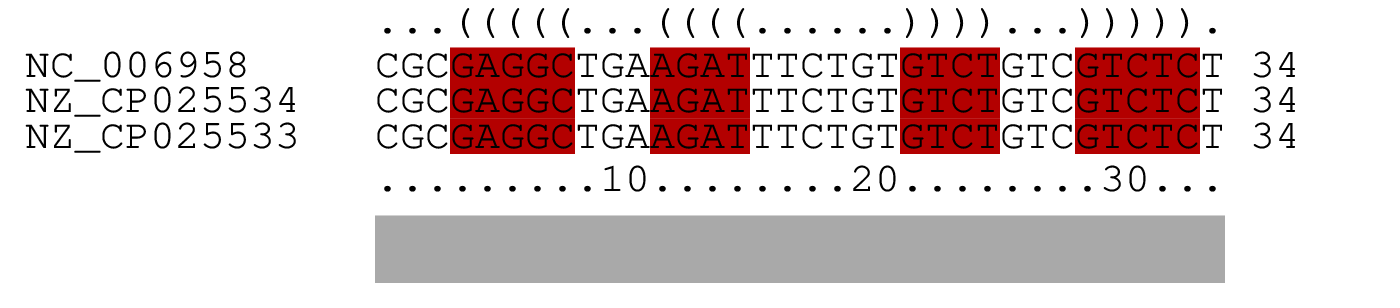 ...(((((...((((......))))...))))).
NC_006958 CGCGAGGCTGAAGATTTCTGTGTCTGTCGTCTCT 34
NZ_CP025534 CGCGAGGCTGAAGATTTCTGTGTCTGTCGTCTCT 34
NZ_CP025533 CGCGAGGCTGAAGATTTCTGTGTCTGTCGTCTCT 34
.........10........20........30...